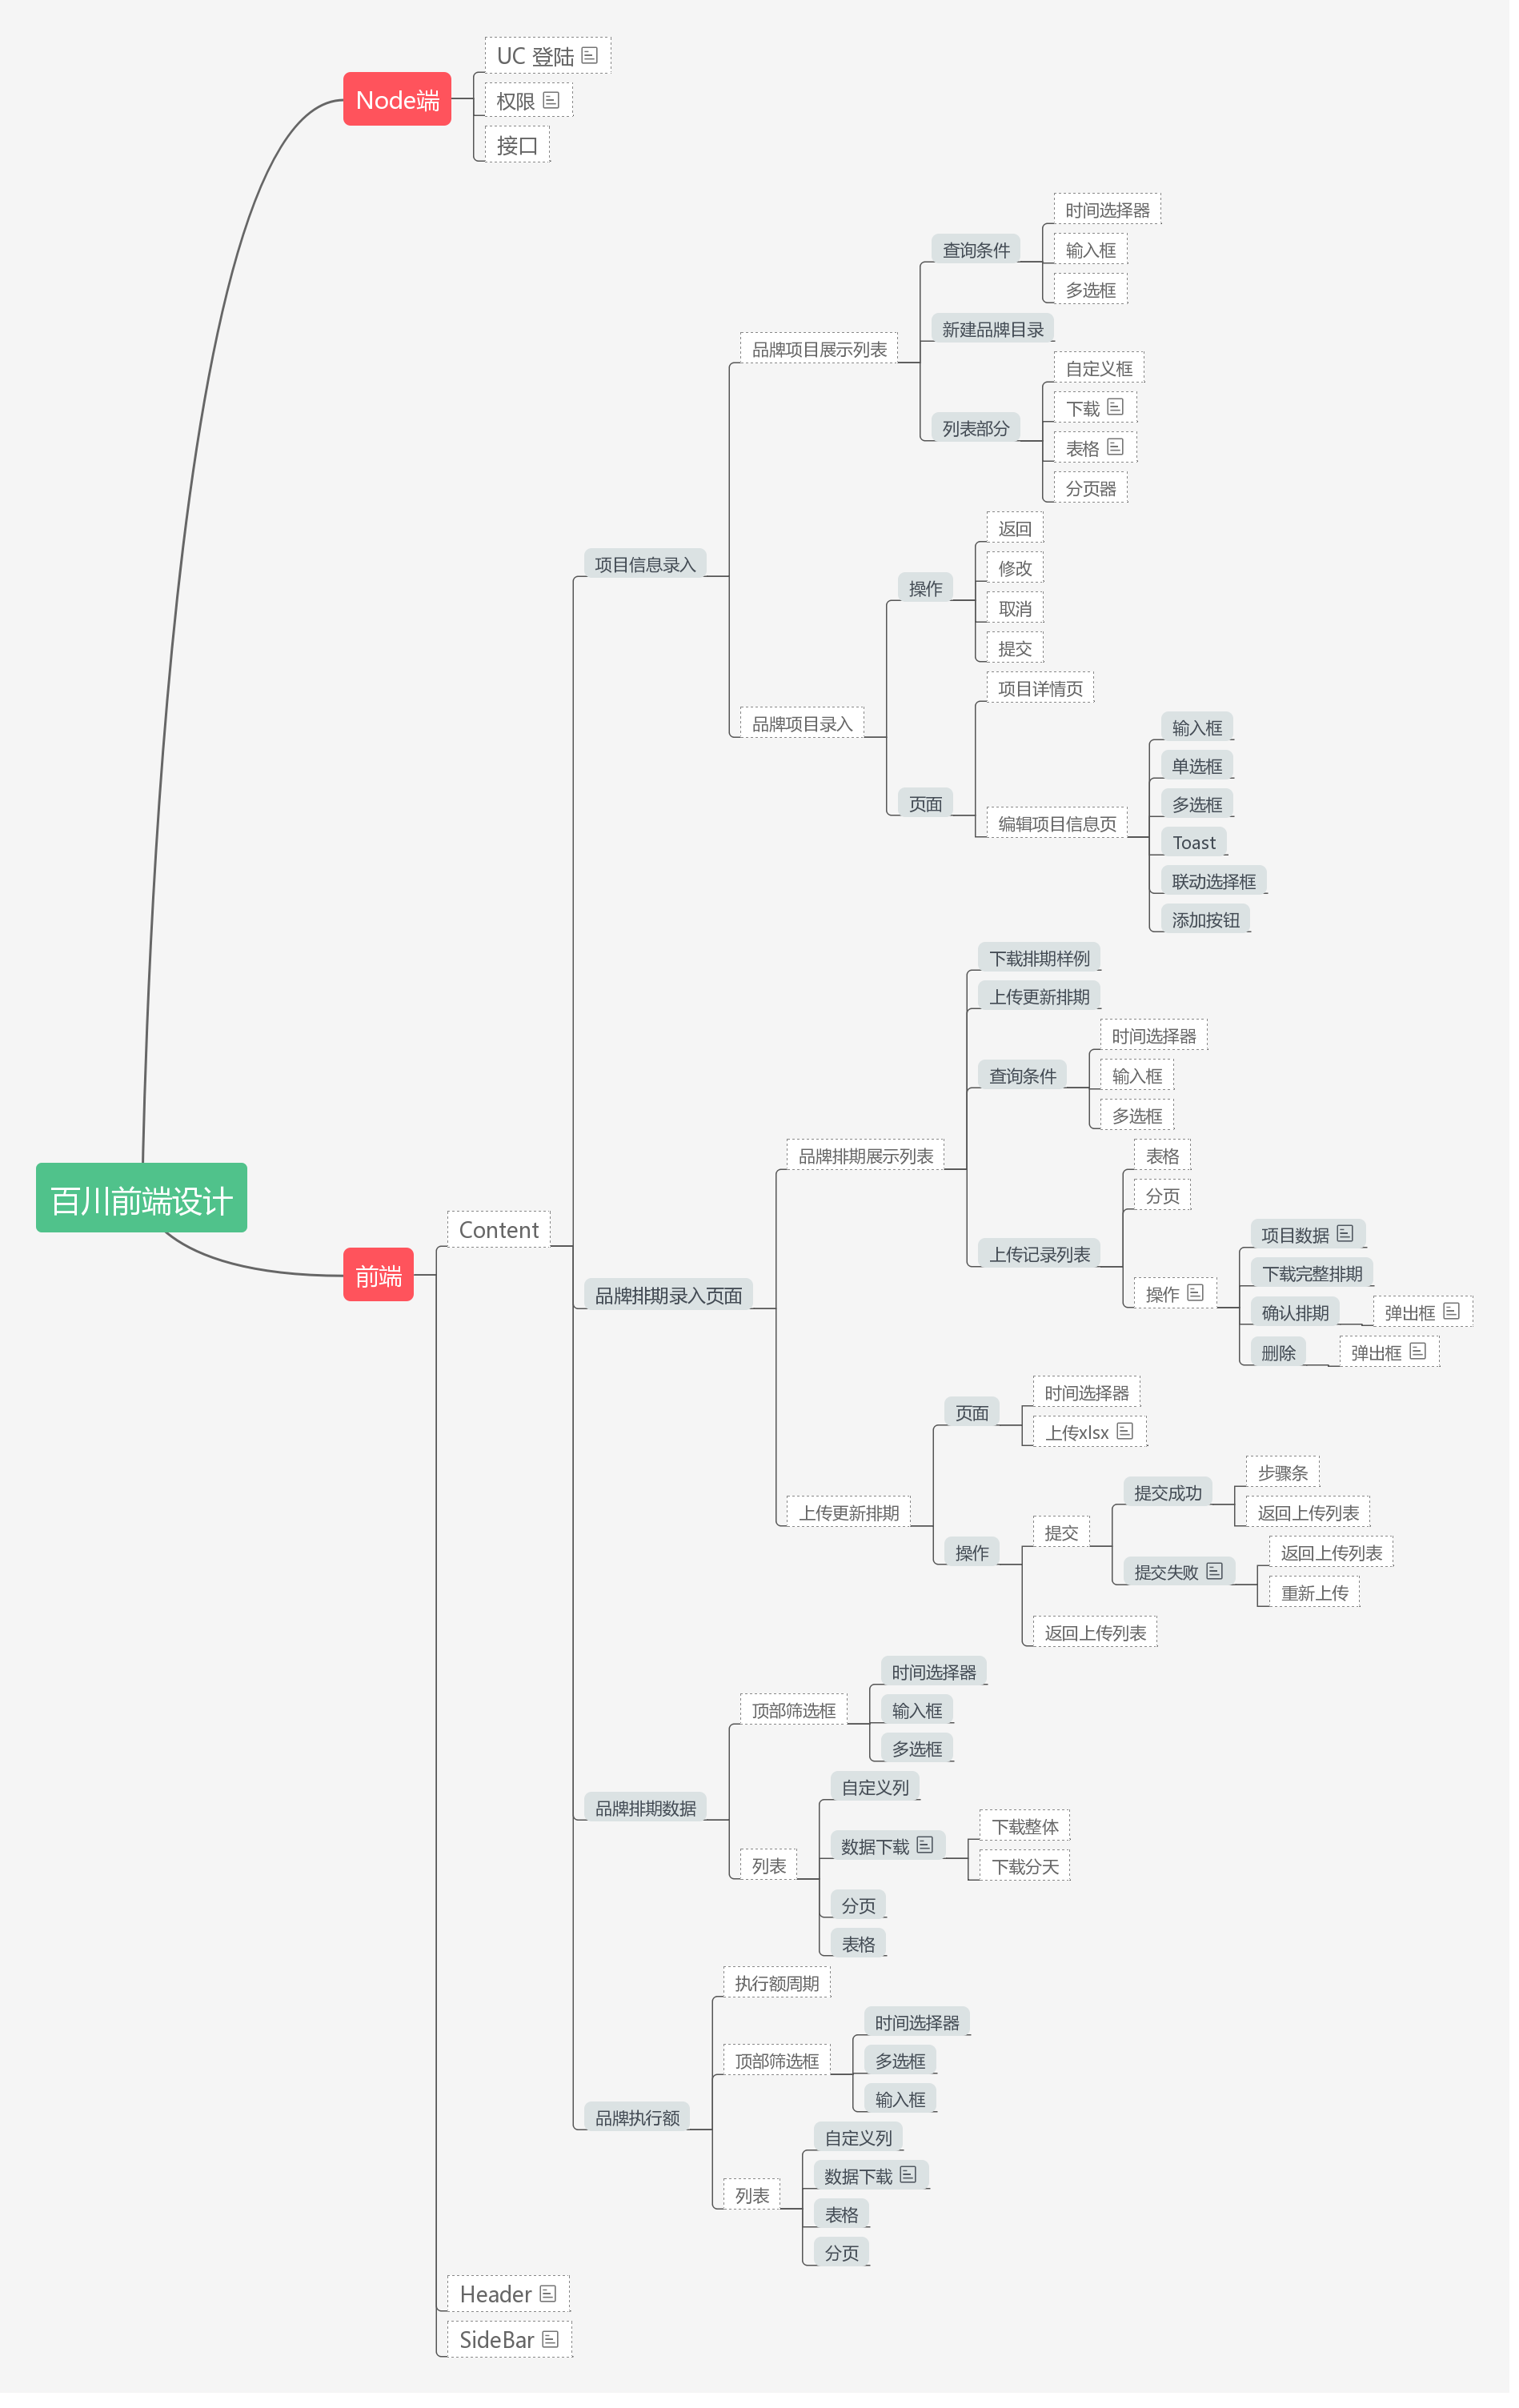 UC 登陆
Node端
权限
接口
时间选择器
查询条件
输入框
多选框
新建品牌目录
品牌项目展示列表
自定义框
下载
列表部分
表格
分页器
返回
项目信息录入
修改
操作
取消
提交
项目详情页
品牌项目录入
输入框
单选框
页面
多选框
编辑项目信息页
Toast
联动选择框
添加按钮
下载排期样例
上传更新排期
时间选择器
查询条件
输入框
多选框
品牌排期展示列表
表格
分页
百川前端设计
Content
上传记录列表
项目数据
下载完整排期
前端
品牌排期录入页面
操作
确认排期
弹出框
删除
弹出框
时间选择器
页面
上传xlsx
步骤条
提交成功
上传更新排期
返回上传列表
提交
操作
返回上传列表
提交失败
重新上传
返回上传列表
时间选择器
顶部筛选框
输入框
多选框
自定义列
品牌排期数据
下载整体
数据下载
列表
下载分天
分页
表格
执行额周期
时间选择器
顶部筛选框
多选框
输入框
品牌执行额
自定义列
数据下载
列表
表格
分页
Header
SideBar